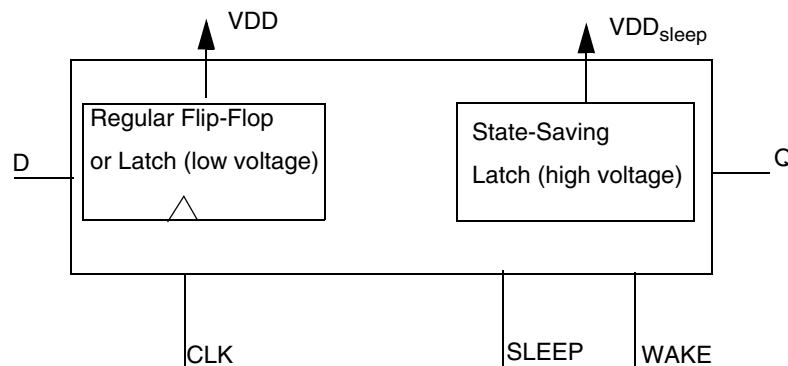 VDD
VDDsleep
Regular Flip-Flop
or Latch (low voltage)
State-Saving
Latch (high voltage)
D
Q
CLK
SLEEP
WAKE